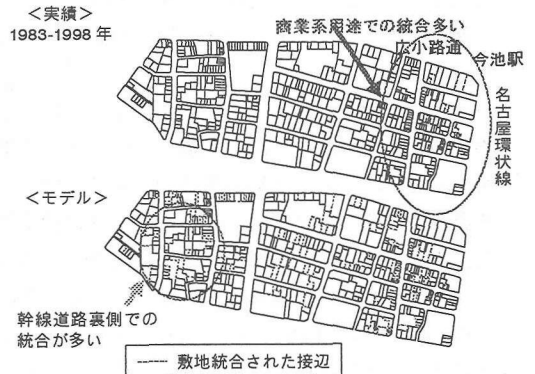 ＜実績＞
1983-1998 年
商業系用途での統合多い
広小路通
今池駅
名古屋環状線
＜モデル＞
幹線道路裏側での
統合が多い
------ 敷地統合された接辺